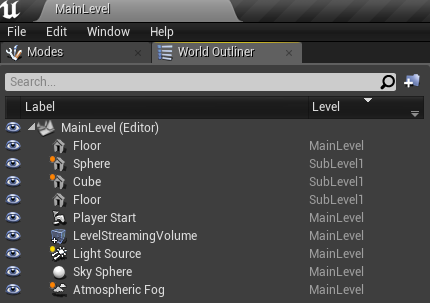 MainLevel
File Edit Window Help
Modes World Outliner
Search...
Label Level
MainLevel (Editor)
Floor MainLevel
Sphere SubLevel1
Cube SubLevel1
Floor SubLevel1
Player Start MainLevel
LevelStreamingVolume MainLevel
Light Source MainLevel
Sky Sphere MainLevel
Atmospheric Fog MainLevel